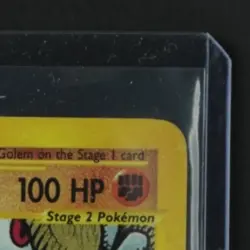 Golem on the Stage 1 card
100 HP
Stage 2 Pokémon